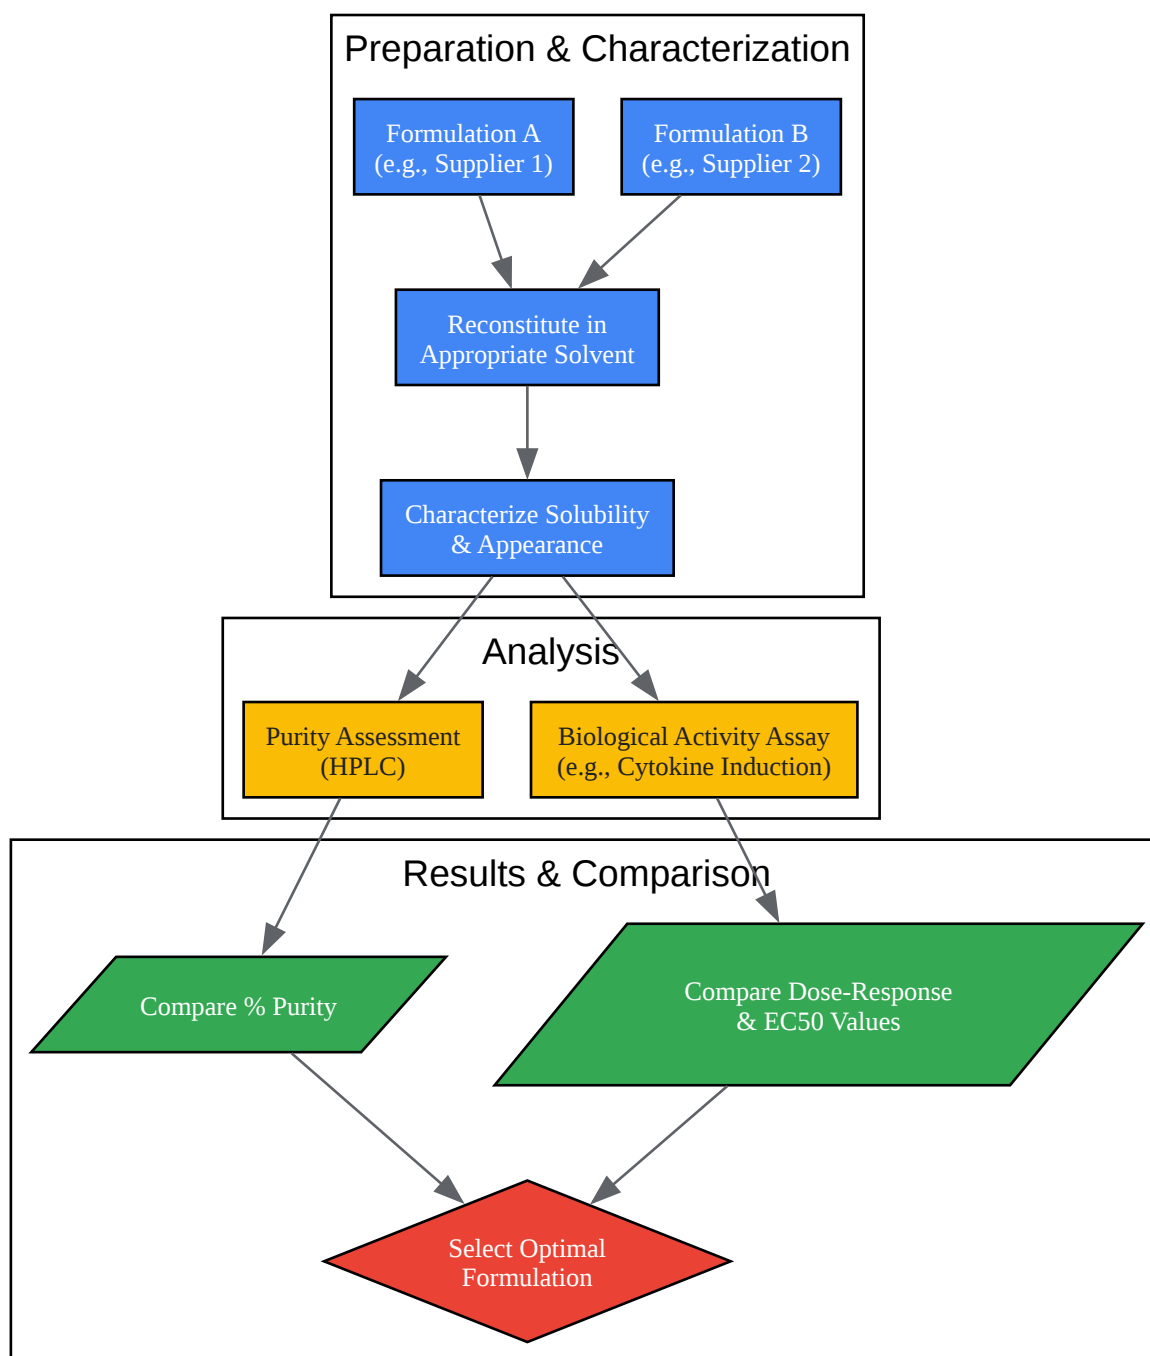 Preparation & Characterization
Formulation A
(e.g., Supplier 1)
Formulation B
(e.g., Supplier 2)
Reconstitute in
Appropriate Solvent
Characterize Solubility
& Appearance
Analysis
Purity Assessment
(HPLC)
Biological Activity Assay
(e.g., Cytokine Induction)
Results & Comparison
Compare % Purity
Compare Dose-Response
& EC50 Values
Select Optimal
Formulation